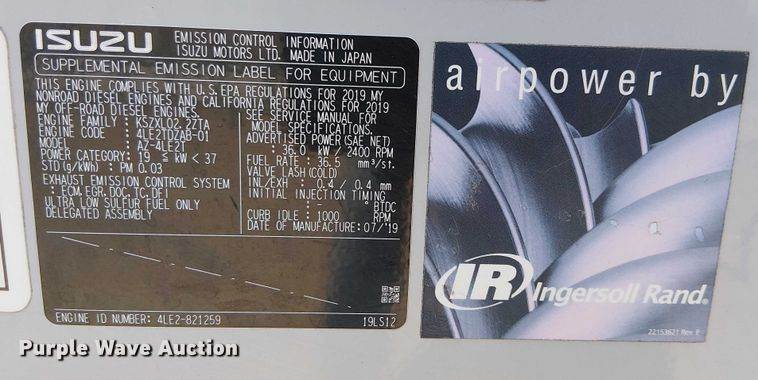 ISUZU
EMISSION CONTROL INFORMATION
ISUZU MOTORS LTD. MADE IN JAPAN
SUPPLEMENTAL EMISSION LABEL FOR EQUIPMENT
THIS ENGINE COMPLIES WITH U.S.EPA REGULATIONS FOR 2019 MY
NONROAD DIESEL ENGINES AND CALIFORNIA REGULATIONS FOR 2019
MY OFF-ROAD DIESEL ENGINES.
ENGINE FAMILY : KSZXL02.2ZTA
ENGINE CODE : 4LE2TDZAB-01
MODEL : AZ-4LE2T
POWER CATEGORY: 19 ≤ kW < 37
STD(g/kWh) : PM 0.03
EXHAUST EMISSION CONTROL SYSTEM
: ECM,EGR,DOC,TC,DFI
ULTRA LOW SULFUR FUEL ONLY
DELEGATED ASSEMBLY
SEE SERVICE MANUAL FOR
MODEL SPECIFICATIONS.
ADVERTISED POWER(SAE NET)
: 36.0 kW / 2400 RPM
FUEL RATE: 36.5 mm³/st.
VALVE LASH(COLD)
IN/EXH : 0.4 / 0.4 mm
INITIAL INJECTION TIMING
: - ° BTDC
CURB IDLE : 1000 RPM
DATE OF MANUFACTURE:07/'19
ENGINE ID NUMBER: 4LE2-821259
19LS12
airpower by
IR Ingersoll Rand®
22153621 Rev. E
Purple Wave Auction